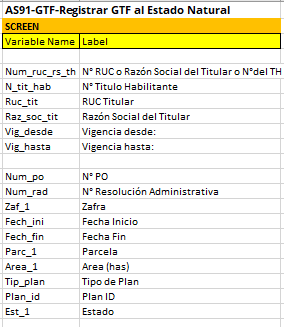 AS91-GTF-Registrar GTF al Estado Natural
SCREEN
Variable Name Label
Num_ruc_rs_th N° RUC o Razón Social del Titular o N°del TH
N_tit_hab N° Titulo Habilitante
Ruc_tit RUC Titular
Raz_soc_tit Razón Social del Titular
Vig_desde Vigencia desde:
Vig_hasta Vigencia hasta:
Num_po N° PO
Num_rad N° Resolución Administrativa
Zaf_1 Zafra
Fech_ini Fecha Inicio
Fech_fin Fecha Fin
Parc_1 Parcela
Area_1 Area (has)
Tip_plan Tipo de Plan
Plan_id Plan ID
Est_1 Estado